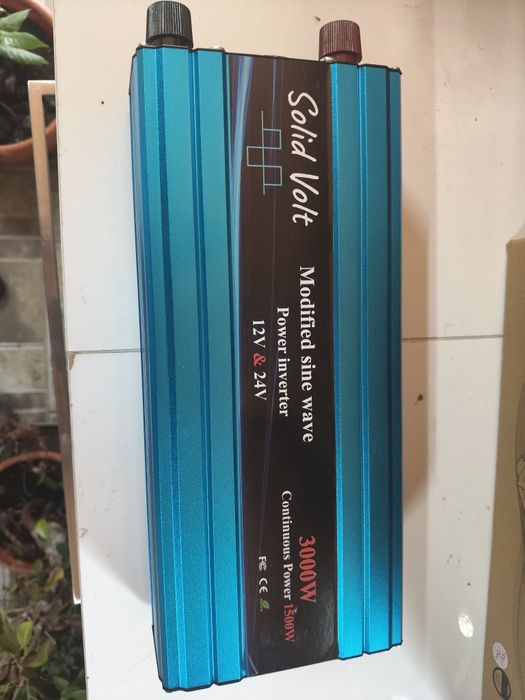 Solid Volt
Modified sine wave
Power inverter
12V & 24V
3000W
Continuous Power 1500W
FC CE